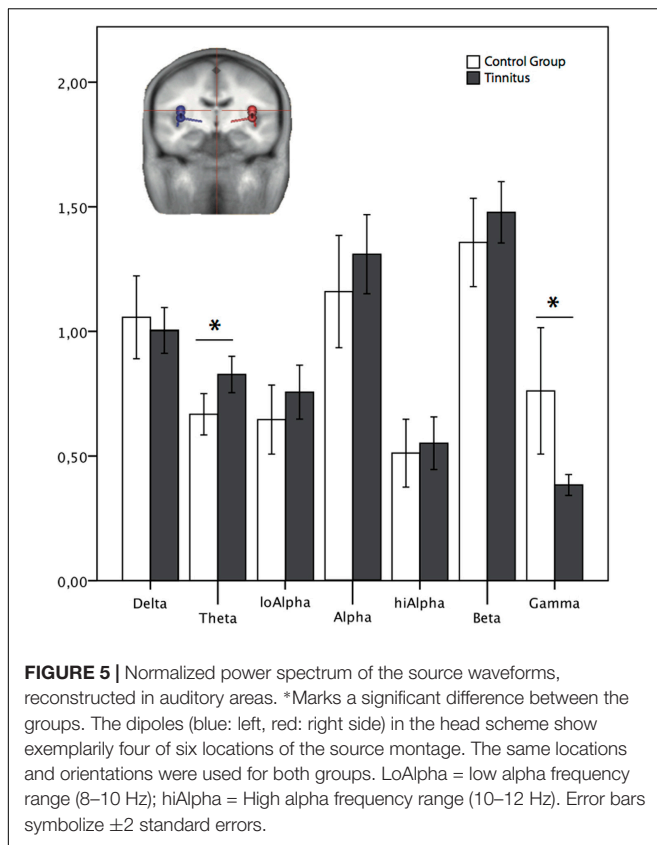 2,00
1,50
1,00
0,50
0,00
Control Group
Tinnitus
*
*
Delta
Theta
loAlpha
Alpha
hiAlpha
Beta
Gamma
FIGURE 5 | Normalized power spectrum of the source waveforms,
reconstructed in auditory areas. *Marks a significant difference between the
groups. The dipoles (blue: left, red: right side) in the head scheme show
exemplarily four of six locations of the source montage. The same locations
and orientations were used for both groups. LoAlpha = low alpha frequency
range (8–10 Hz); hiAlpha = High alpha frequency range (10–12 Hz). Error bars
symbolize ±2 standard errors.